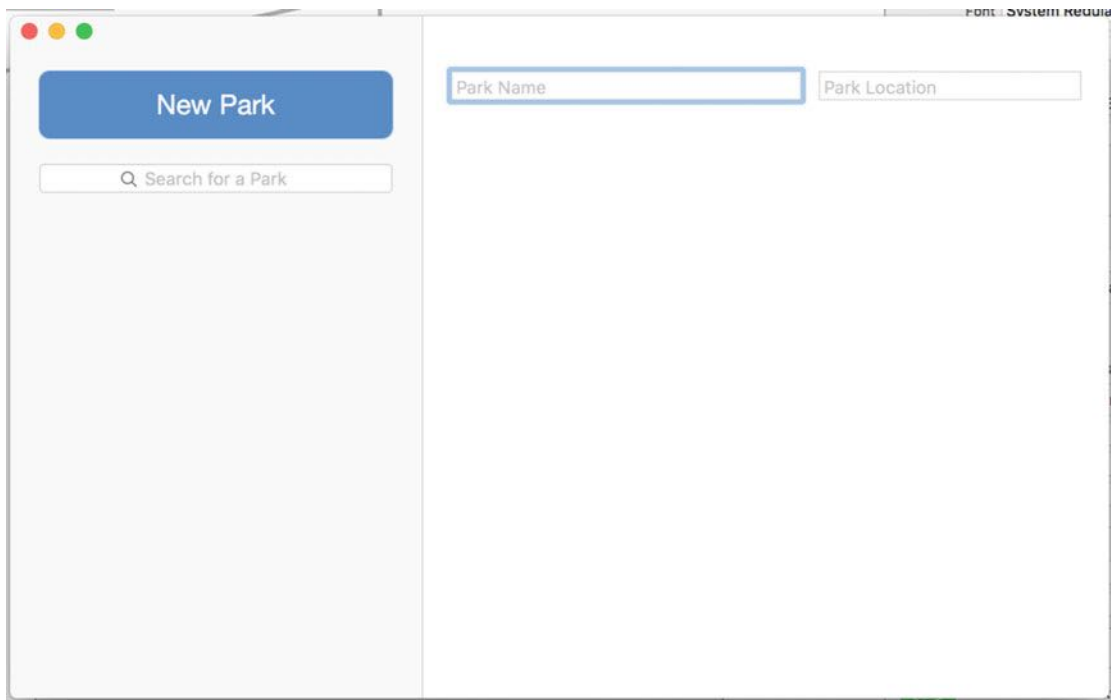 Font System Regula
New Park
Park Name
Park Location
Search for a Park